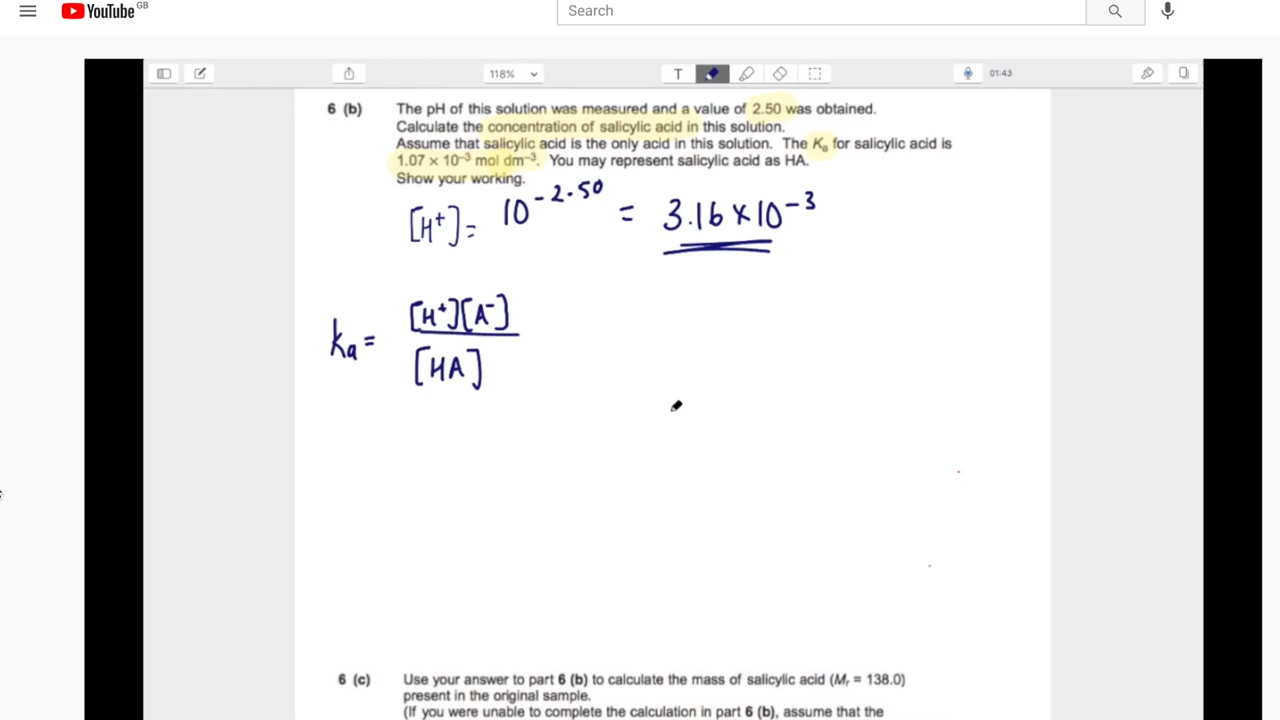 YouTube GB
Search
118%
T
01:43
6 (b) The pH of this solution was measured and a value of 2.50 was obtained.
Calculate the concentration of salicylic acid in this solution.
Assume that salicylic acid is the only acid in this solution. The Kₐ for salicylic acid is
1.07 × 10⁻³ mol dm⁻³. You may represent salicylic acid as HA.
Show your working.
[H⁺] = 10⁻²·⁵⁰ = 3.16 × 10⁻³
ka = [H⁺][A⁻]
[HA]
6 (c) Use your answer to part 6 (b) to calculate the mass of salicylic acid (Mᵣ = 138.0)
present in the original sample.
(If you were unable to complete the calculation in part 6 (b), assume that the